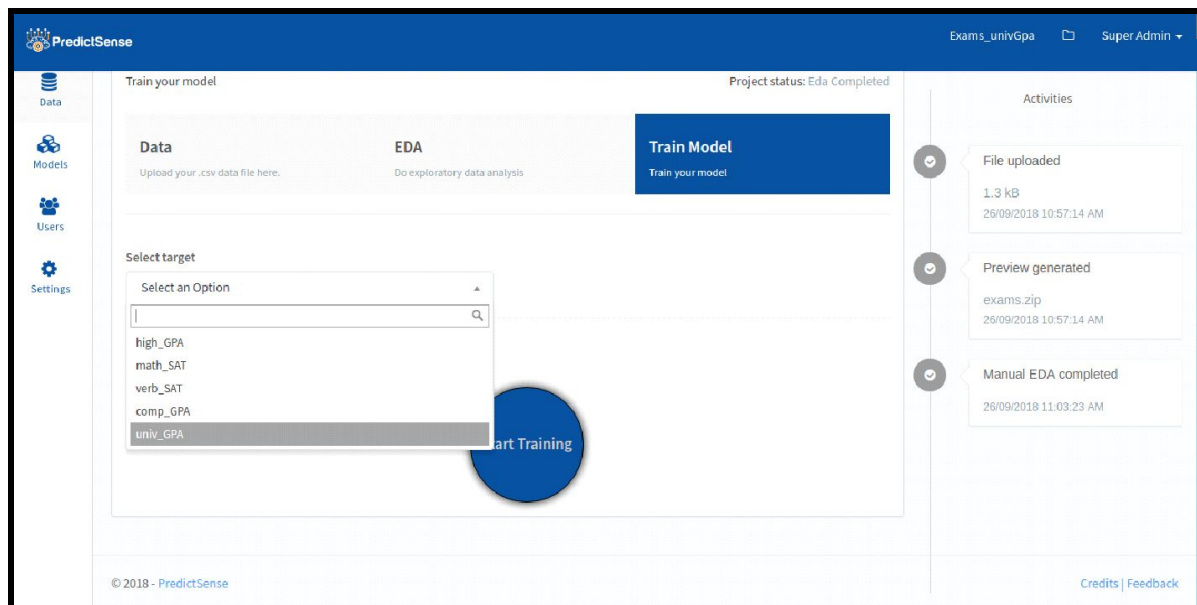 PredictSense
Exams_univGpa
Super Admin
Data
Models
Users
Settings
Train your model
Project status: Eda Completed
Data
Upload your .csv data file here.
EDA
Do exploratory data analysis
Train Model
Train your model
Select target
Select an Option
high_GPA
math_SAT
verb_SAT
comp_GPA
univ_GPA
art Training
Activities
File uploaded
1.3 kB
26/09/2018 10:57:14 AM
Preview generated
exams.zip
26/09/2018 10:57:14 AM
Manual EDA completed
26/09/2018 11:03:23 AM
© 2018 - PredictSense
Credits | Feedback